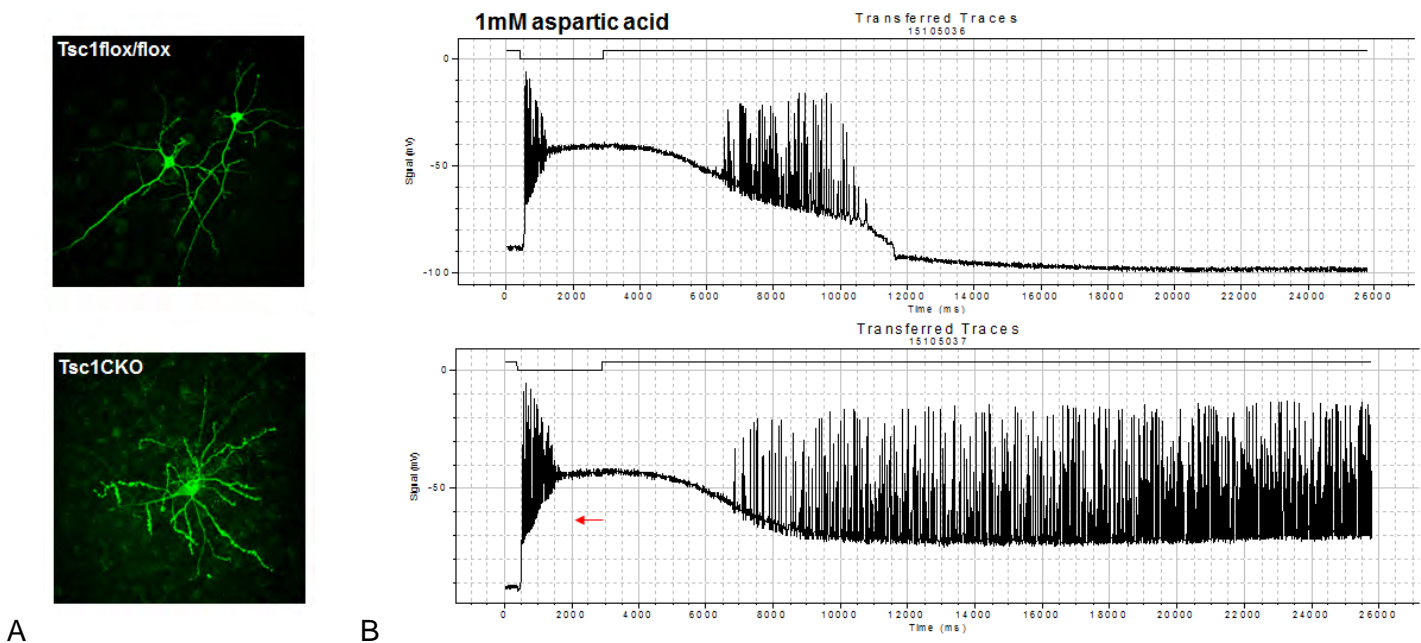 Tsc1flox/flox
Tsc1CKO
A
1mM aspartic acid
Transferred Traces
15105036
Signal (mV)
0
-50
-100
0 2000 4000 6000 8000 10000 12000 14000 16000 18000 20000 22000 24000 26000
Time (ms)
Transferred Traces
15105037
Signal (mV)
0
-50
0 2000 4000 6000 8000 10000 12000 14000 16000 18000 20000 22000 24000 26000
Time (ms)
B